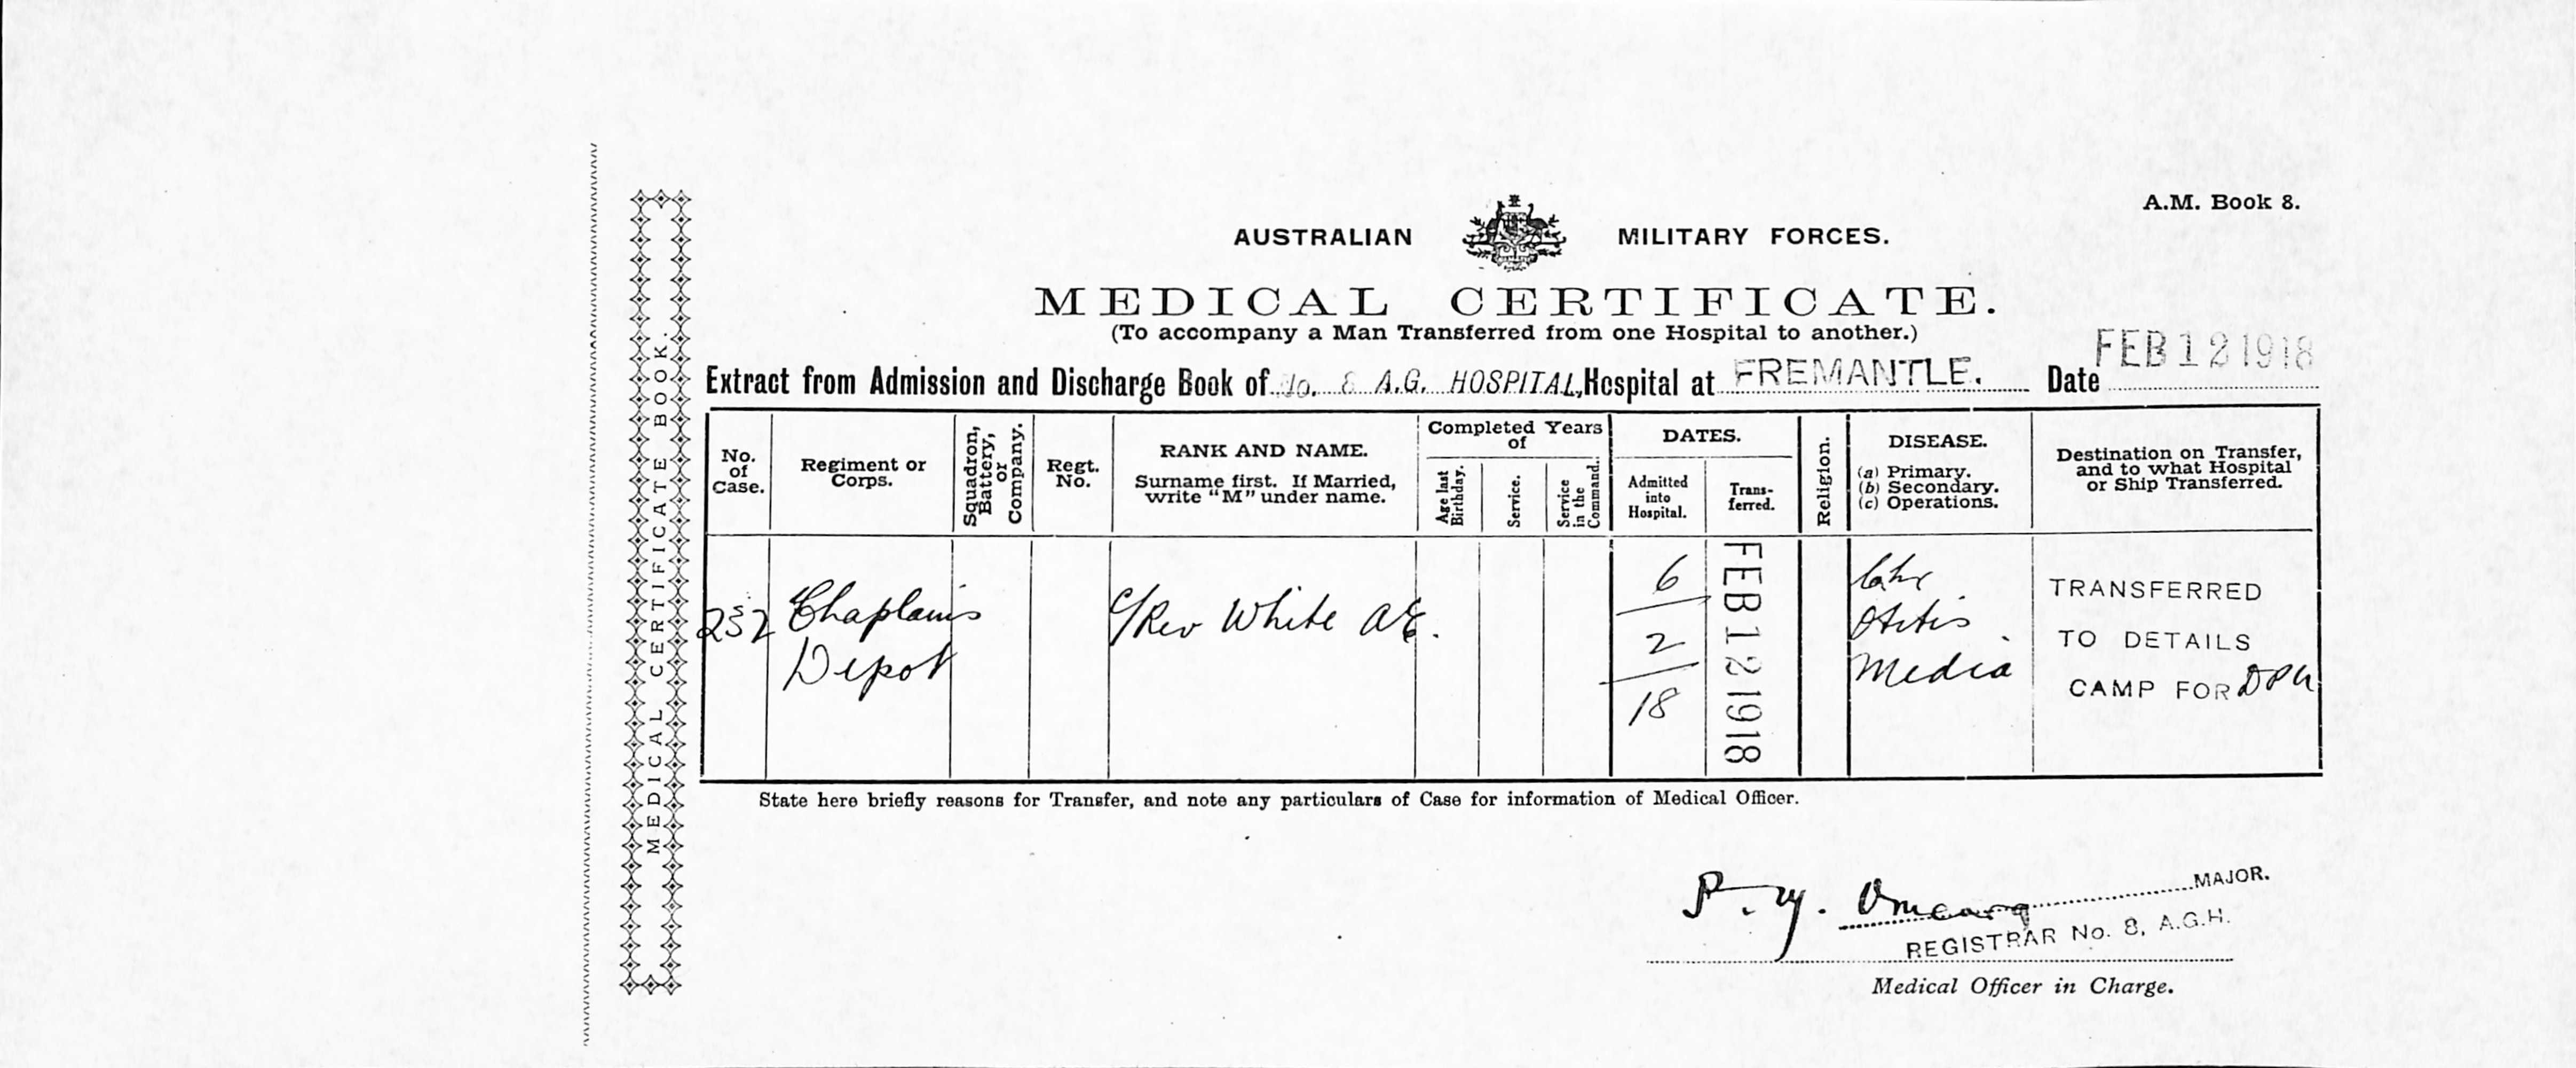 A.M. Book 8.
AUSTRALIAN MILITARY FORCES.
MEDICAL CERTIFICATE.
(To accompany a Man Transferred from one Hospital to another.)
FEB 12 1918
Extract from Admission and Discharge Book of No. 8 A.G. HOSPITAL, Hospital at FREMANTLE. Date
MEDICAL CERTIFICATE BOOK.
No. of Case.
Regiment or Corps.
Squadron, Battery, or Company.
Regt. No.
RANK AND NAME.
Surname first. If Married, write "M" under name.
Completed Years of
Age last Birthday.
Service.
Service in the Command.
DATES.
Admitted into Hospital.
Transferred.
Religion.
DISEASE.
(a) Primary.
(b) Secondary.
(c) Operations.
Destination on Transfer, and to what Hospital or Ship Transferred.
252
Chaplains
Depot
C/Rev White A.E.
6
2
18
FEB 12 1918
Otitis
Media
TRANSFERRED
TO DETAILS
CAMP FOR
State here briefly reasons for Transfer, and note any particulars of Case for information of Medical Officer.
MAJOR.
REGISTRAR No. 8, A.G.H.
Medical Officer in Charge.